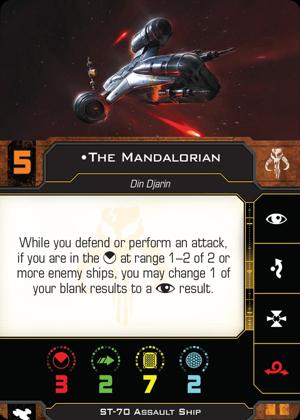 5
•The Mandalorian
Din Djarin
While you defend or perform an attack,
if you are in the at range 1–2 of 2 or
more enemy ships, you may change 1 of
your blank results to a result.
3 2 7 2
ST-70 Assault Ship